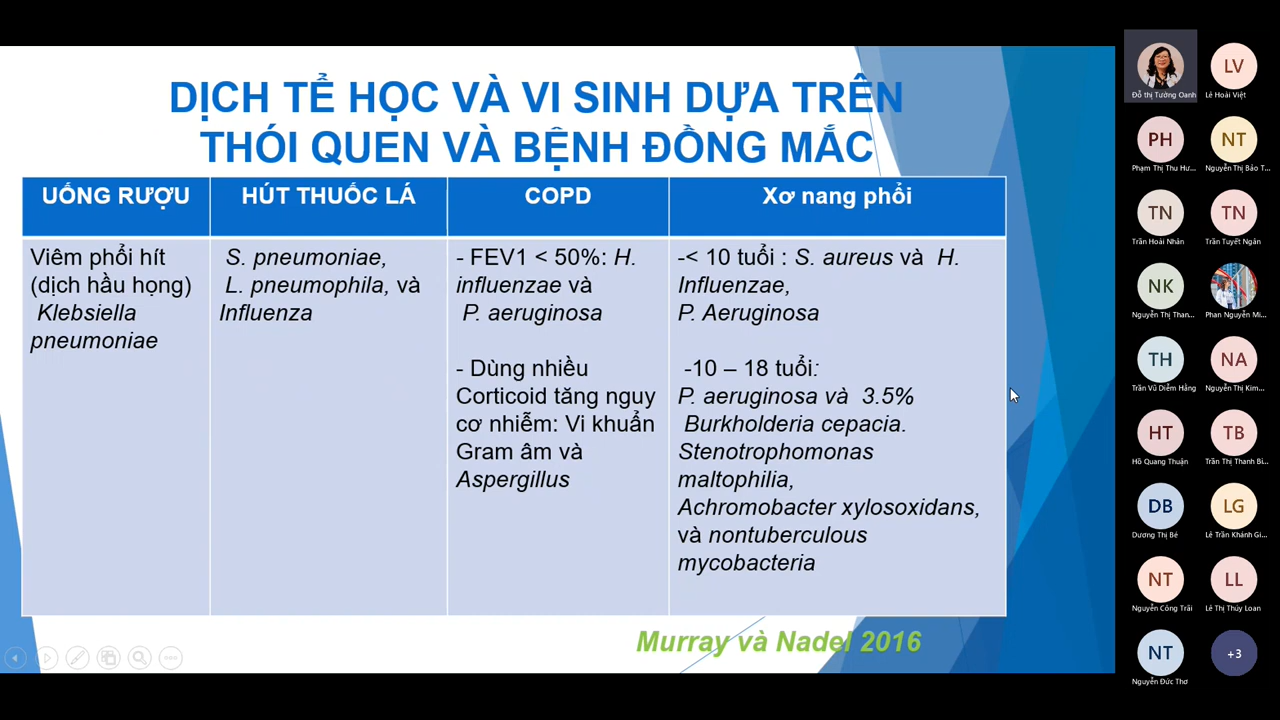 DỊCH TỂ HỌC VÀ VI SINH DỰA TRÊN
THÓI QUEN VÀ BỆNH ĐỒNG MẮC
UỐNG RƯỢU
HÚT THUỐC LÁ
COPD
Xơ nang phổi
Viêm phổi hít
(dịch hầu họng)
Klebsiella
pneumoniae
S. pneumoniae,
L. pneumophila, và
Influenza
- FEV1 < 50%: H.
influenzae và
P. aeruginosa
- Dùng nhiều
Corticoid tăng nguy
cơ nhiễm: Vi khuẩn
Gram âm và
Aspergillus
-< 10 tuổi : S. aureus và H.
Influenzae,
P. Aeruginosa
-10 – 18 tuổi:
P. aeruginosa và 3.5%
Burkholderia cepacia.
Stenotrophomonas
maltophilia,
Achromobacter xylosoxidans,
và nontuberculous
mycobacteria
Murray và Nadel 2016
Đỗ thị Tường Oanh
LV
Lê Hoài Việt
PH
Phạm Thị Thu Hư...
NT
Nguyễn Thị Bảo T...
TN
Trần Hoài Nhân
TN
Trần Tuyết Ngân
NK
Nguyễn Thị Than...
Phan Nguyễn Mi...
TH
Trần Vũ Diễm Hằng
NA
Nguyễn Thị Kim...
HT
Hồ Quang Thuận
TB
Trần Thị Thanh Bì...
DB
Dương Thị Bé
LG
Lê Trần Khánh Gi...
NT
Nguyễn Công Trãi
LL
Lê Thị Thúy Loan
NT
Nguyễn Đức Thơ
+3